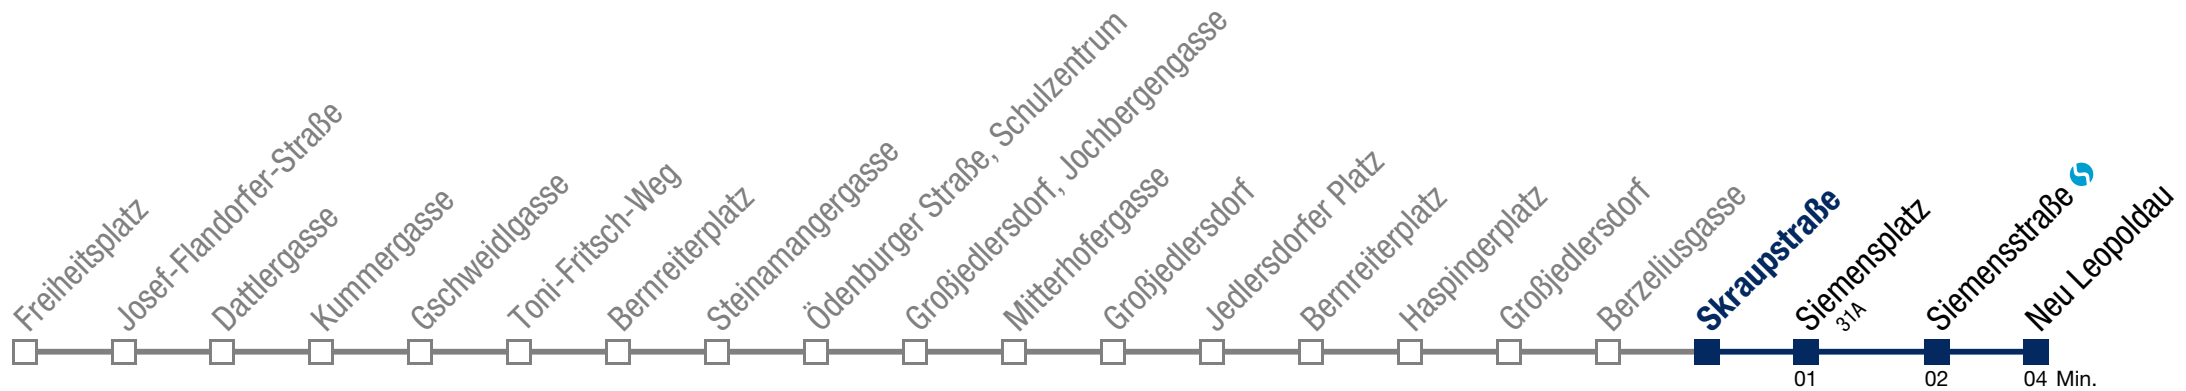 Freiheitsplatz
Josef-Flandorfer-Straße
Dattlergasse
Kummergasse
Gschweidlgasse
Toni-Fritsch-Weg
Bernreiterplatz
Steinamangergasse
Ödenburger Straße, Schulzentrum
Großjedlersdorf, Jochbergengasse
Mitterhofergasse
Großjedlersdorf
Jedlersdorfer Platz
Bernreiterplatz
Haspingerplatz
Großjedlersdorf
Berzeliusgasse
Skraupstraße
Siemensplatz
31A
Siemensstraße
Neu Leopoldau
01 02 04 Min.